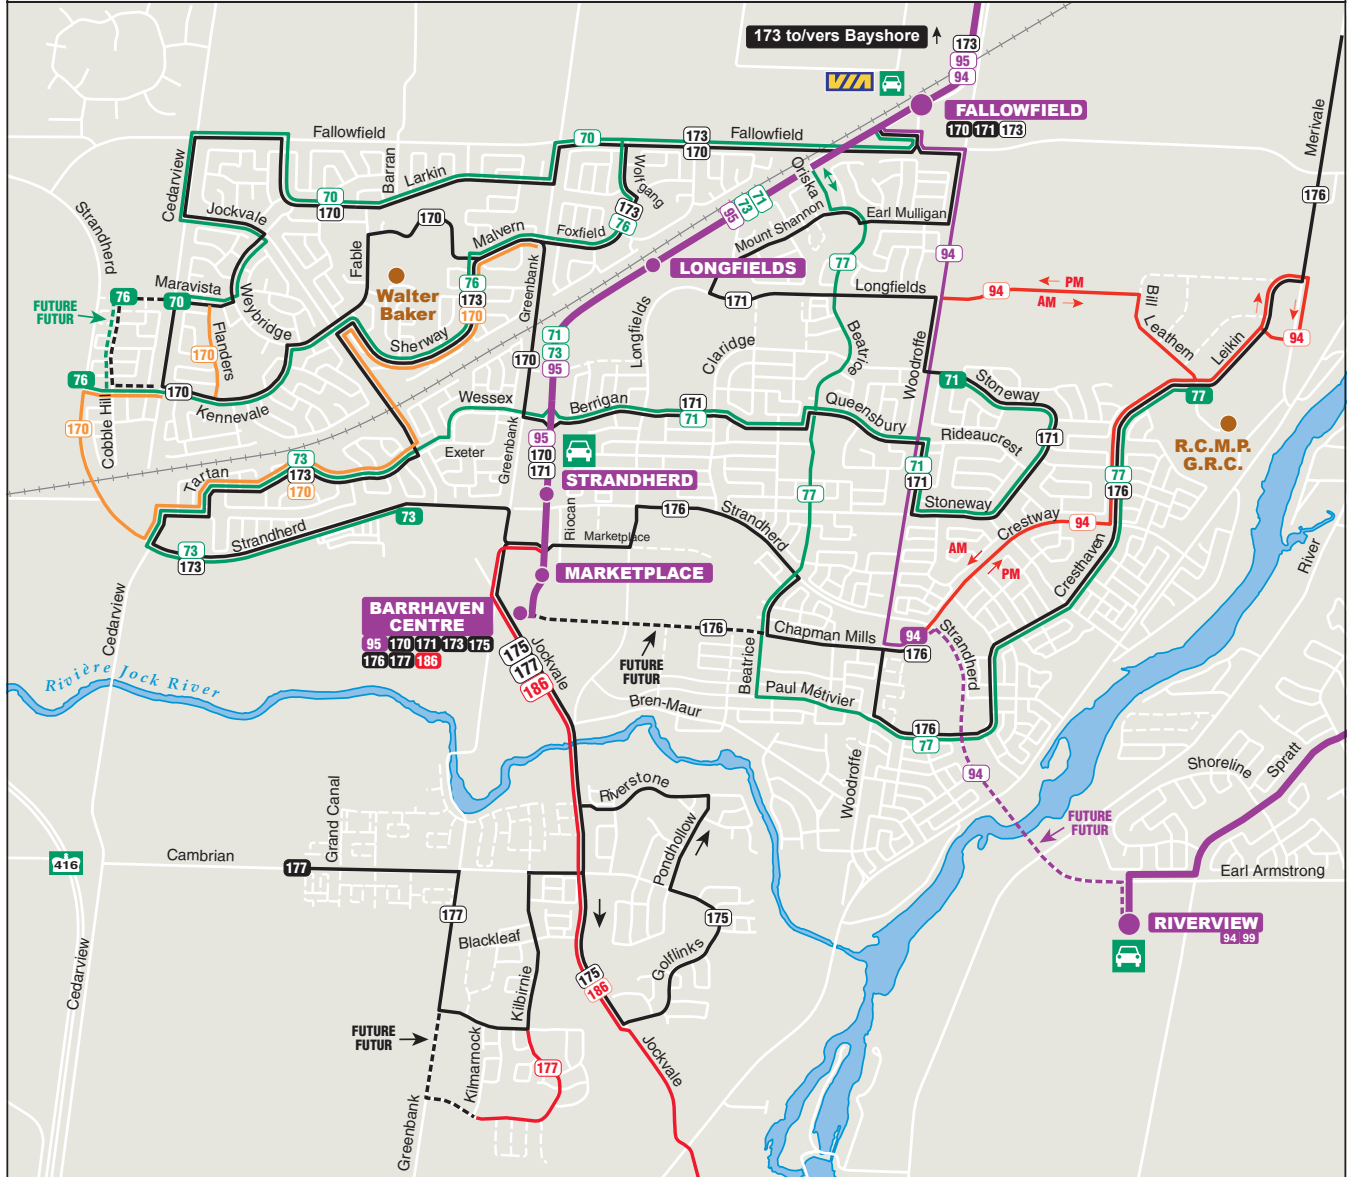 173 to/vers Bayshore
173
95
94
VIA
FALLOWFIELD
170 171 173
Merivale
176
Fallowfield
70
173
170
Fallowfield
Cedarview
Barran
Larkin
70
170
Wolfgang
Oriska
71
73
95
Strandherd
Jockvale
170
173
76
Mount Shannon
Earl Mulligan
Fable
Malvern
Foxfield
94
Greenbank
77
LONGFIELDS
Walter
Baker
76
173
170
Maravista
76
70
FUTURE
FUTUR
Weybridge
Flanders
170
Sherway
171
Longfields
94
PM
AM
Bill
Leathem
Leikin
94
71
73
95
170
Longfields
Claridge
Beatrice
Woodroffe
76
170
Kennevale
71
Stoneway
77
R.C.M.P.
G.R.C.
Wessex
Berrigan
171
71
Queensbury
Rideaucrest
171
170
Cobble Hill
Exeter
Greenbank
95
170
171
STRANDHERD
71
171
Stoneway
77
176
Tartan
73
173
170
77
Riocan
Marketplace
176
Strandherd
Crestway
94
73
Strandherd
73
173
AM
PM
Cresthaven
River
MARKETPLACE
Cedarview
BARRHAVEN
CENTRE
95 170 171 173 175
176 177 186
176
Chapman Mills
94
176
Strandherd
FUTURE
FUTUR
175
177
186
Jockvale
Beatrice
Rivière Jock River
Bren-Maur
Paul Métivier
176
77
94
Woodroffe
Shoreline
Spratt
FUTURE
FUTUR
Riverstone
Grand Canal
Pondhollow
416
Cambrian
177
Earl Armstrong
177
175
RIVERVIEW
94 99
Blackleaf
Golflinks
Cedarview
Kilbirnie
175
186
FUTURE
FUTUR
Kilmarnock
177
Jockvale
Greenbank